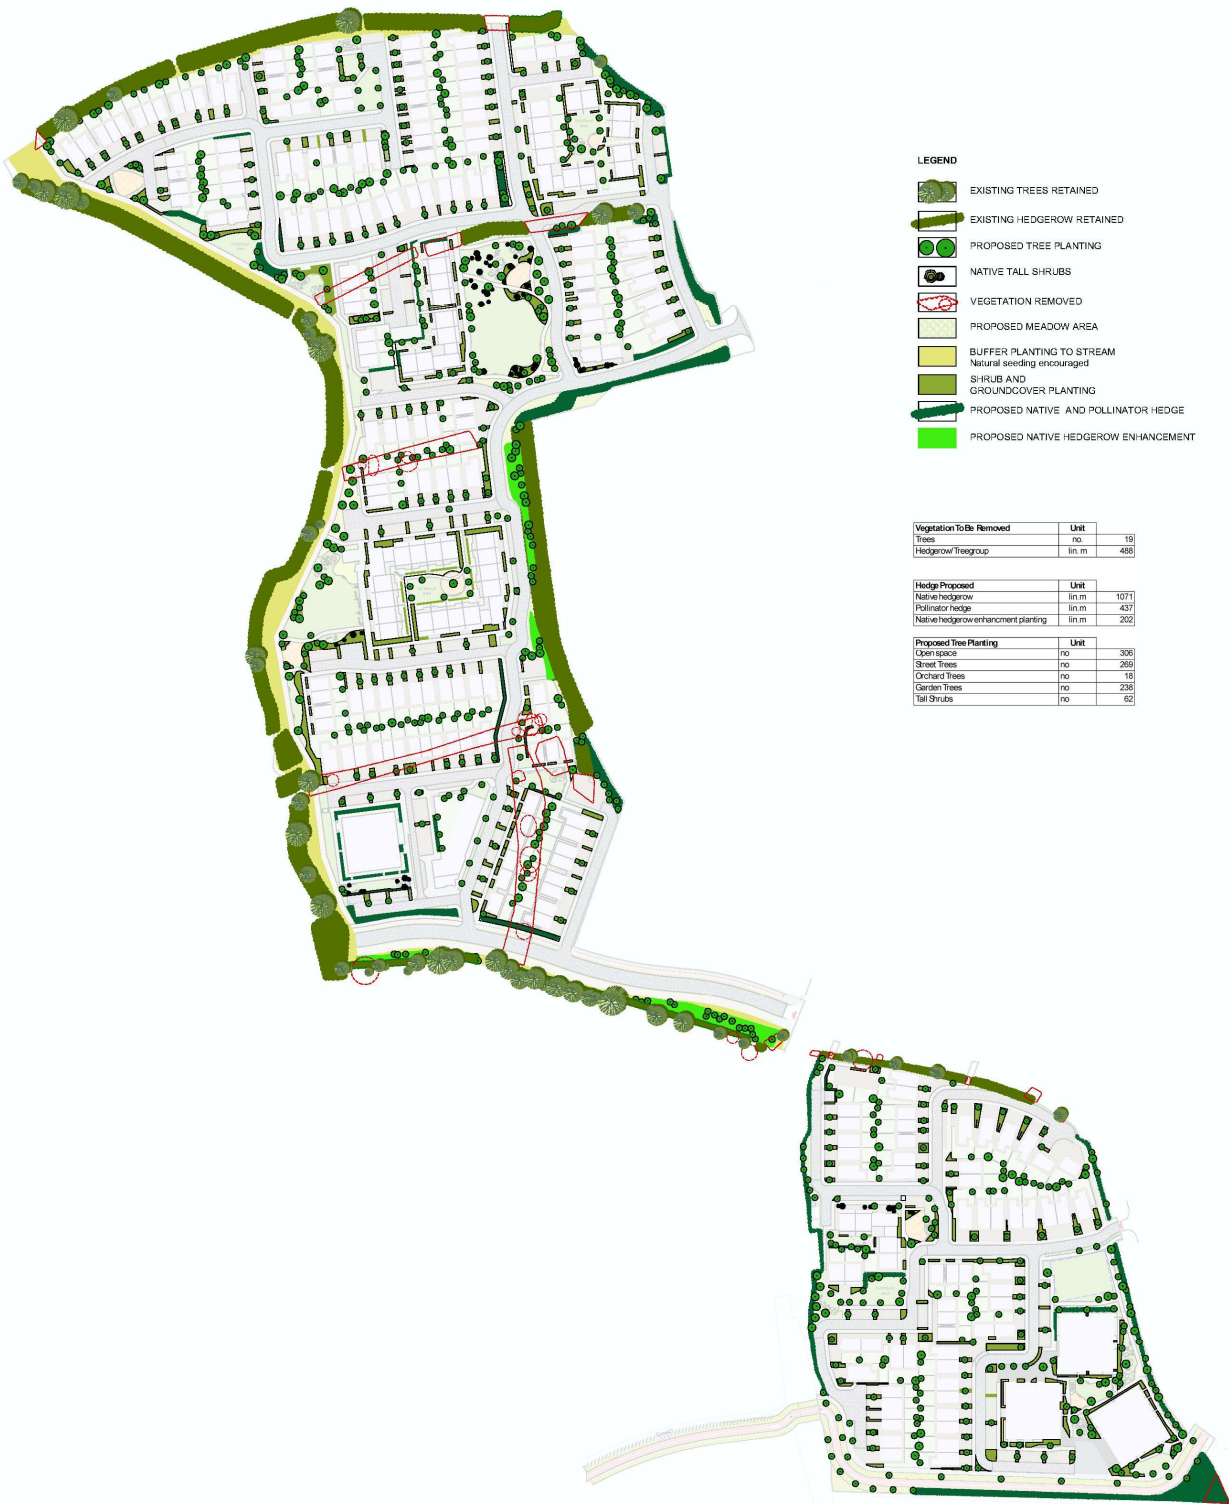 LEGEND
EXISTING TREES RETAINED
EXISTING HEDGEROW RETAINED
PROPOSED TREE PLANTING
NATIVE TALL SHRUBS
VEGETATION REMOVED
PROPOSED MEADOW AREA
BUFFER PLANTING TO STREAM
Natural seeding encouraged
SHRUB AND
GROUNDCOVER PLANTING
PROPOSED NATIVE AND POLLINATOR HEDGE
PROPOSED NATIVE HEDGEROW ENHANCEMENT
Vegetation To Be Removed Unit
Trees no. 19
Hedgerow/Treegroup lin. m 488
Hedge Proposed Unit
Native hedgerow lin.m 1071
Pollinator hedge lin.m 437
Native hedgerow enhancment planting lin.m 202
Proposed Tree Planting Unit
Open space no 306
Street Trees no 269
Orchard Trees no 18
Garden Trees no 238
Tall Shrubs no 62